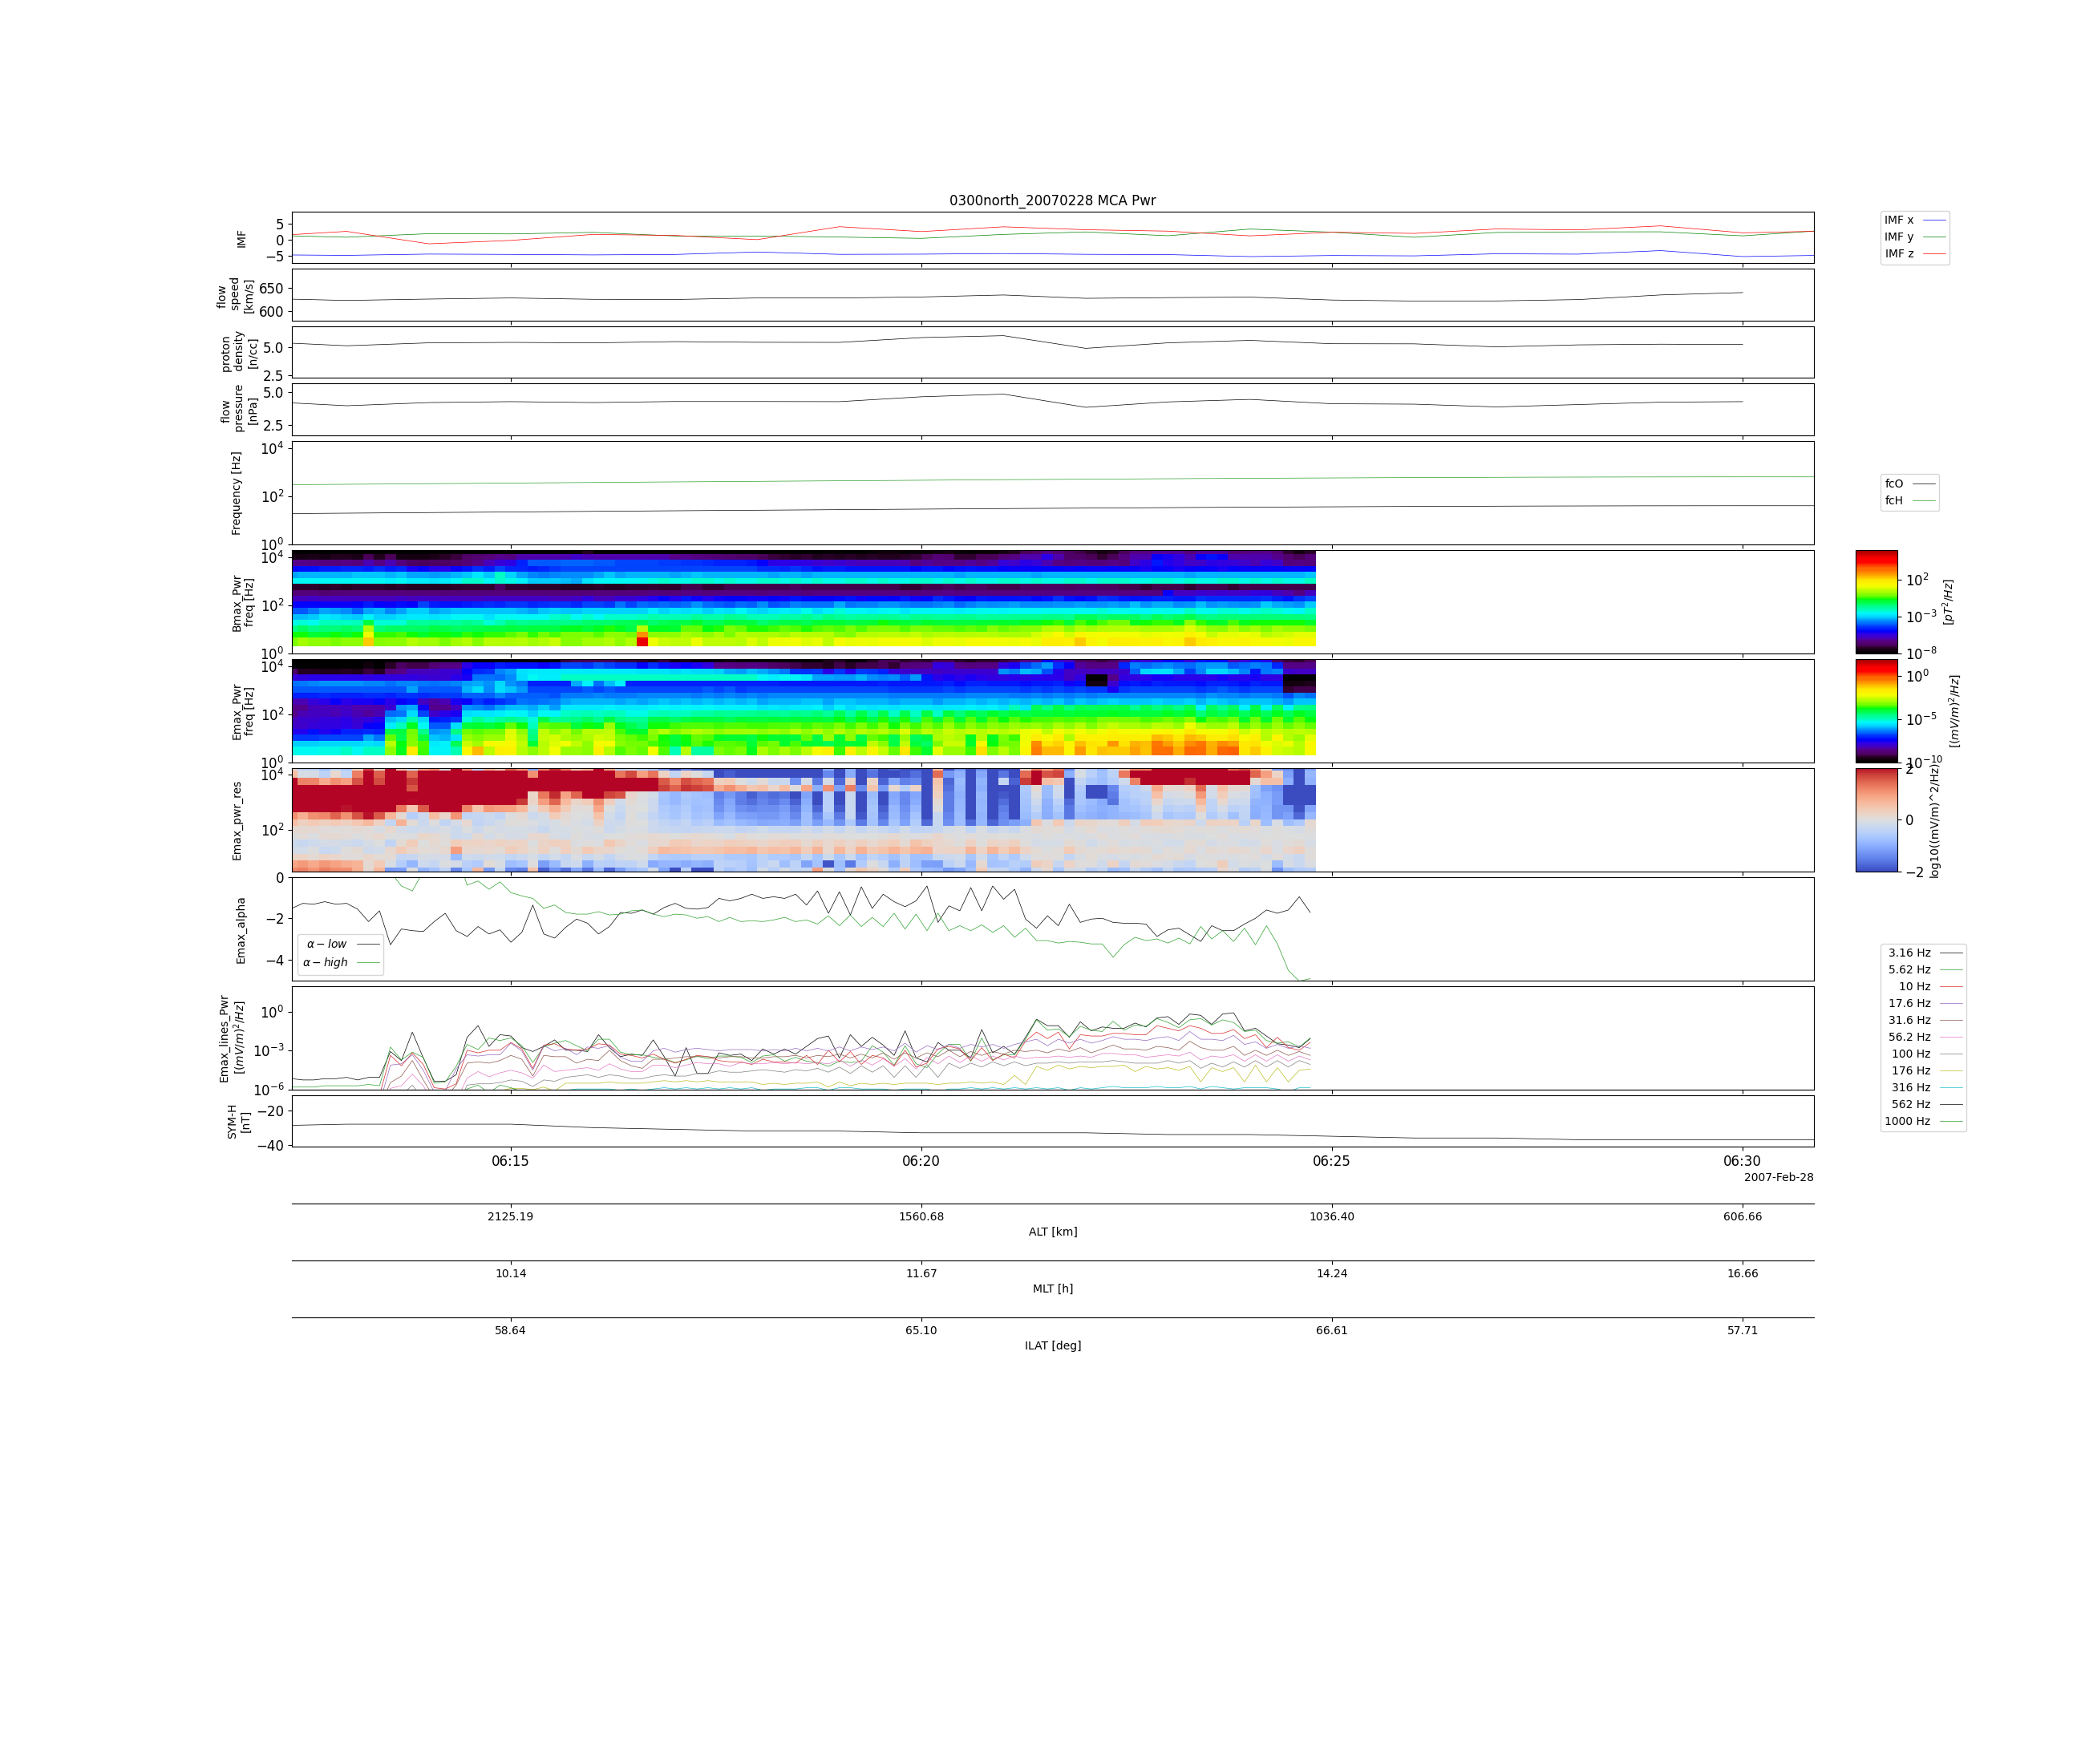 0300north_20070228 MCA Pwr
IMF
5
0
−5
IMF x
IMF y
IMF z
flow
speed
[km/s]
650
600
proton
density
[n/cc]
5.0
2.5
flow
pressure
[nPa]
5.0
2.5
Frequency [Hz]
10^4
10^2
10^0
fcO
fcH
Bmax_Pwr
freq [Hz]
10^4
10^2
10^0
10^2
10^−3
10^−8
[pT^2/Hz]
Emax_Pwr
freq [Hz]
10^4
10^2
10^0
10^0
10^−5
10^−10
[(mV/m)^2/Hz]
Emax_pwr_res
10^4
10^2
2
0
−2
log10((mV/m)^2/Hz)
Emax_alpha
0
−2
−4
α − low
α − high
Emax_lines_Pwr
[(mV/m)^2/Hz]
10^0
10^−3
10^−6
3.16 Hz
5.62 Hz
10 Hz
17.6 Hz
31.6 Hz
56.2 Hz
100 Hz
176 Hz
316 Hz
562 Hz
1000 Hz
SYM-H
[nT]
−20
−40
06:15 06:20 06:25 06:30
2007-Feb-28
2125.19 1560.68 1036.40 606.66
ALT [km]
10.14 11.67 14.24 16.66
MLT [h]
58.64 65.10 66.61 57.71
ILAT [deg]